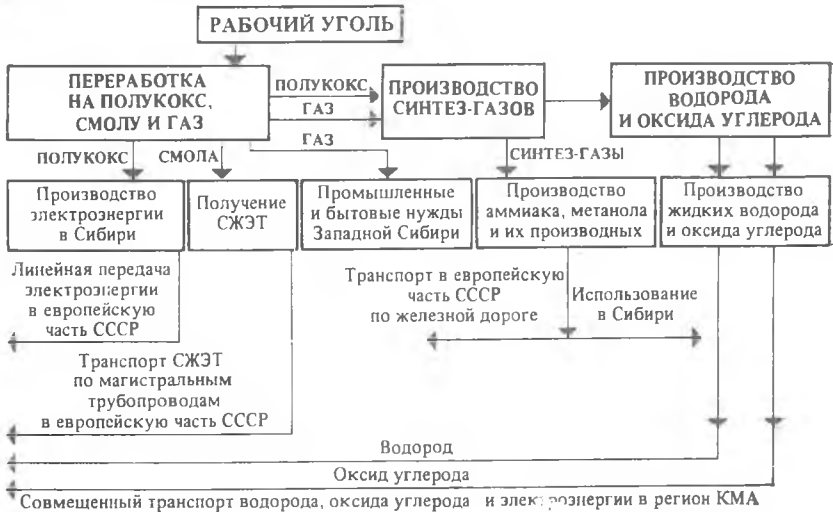 РАБОЧИЙ УГОЛЬ
ПЕРЕРАБОТКА
НА ПОЛУКОКС,
СМОЛУ И ГАЗ
ПОЛУКОКС
ГАЗ
ГАЗ
ПРОИЗВОДСТВО
СИНТЕЗ-ГАЗОВ
ПРОИЗВОДСТВО
ВОДОРОДА
И ОКСИДА УГЛЕРОДА
ПОЛУКОКС
СМОЛА
СИНТЕЗ-ГАЗЫ
Производство
электроэнергии
в Сибири
Получение
СЖЭТ
Промышленные
и бытовые нужды
Западной Сибири
Производство
аммиака, метанола
и их производных
Производство
жидких водорода
и оксида углерода
Линейная передача
электроэнергии
в европейскую
часть СССР
Транспорт в европейскую
часть СССР
по железной дороге
Использование
в Сибири
Транспорт СЖЭТ
по магистральным
трубопроводам
в европейскую часть СССР
Водород
Оксид углерода
Совмещенный транспорт водорода, оксида углерода и электроэнергии в регион КМА